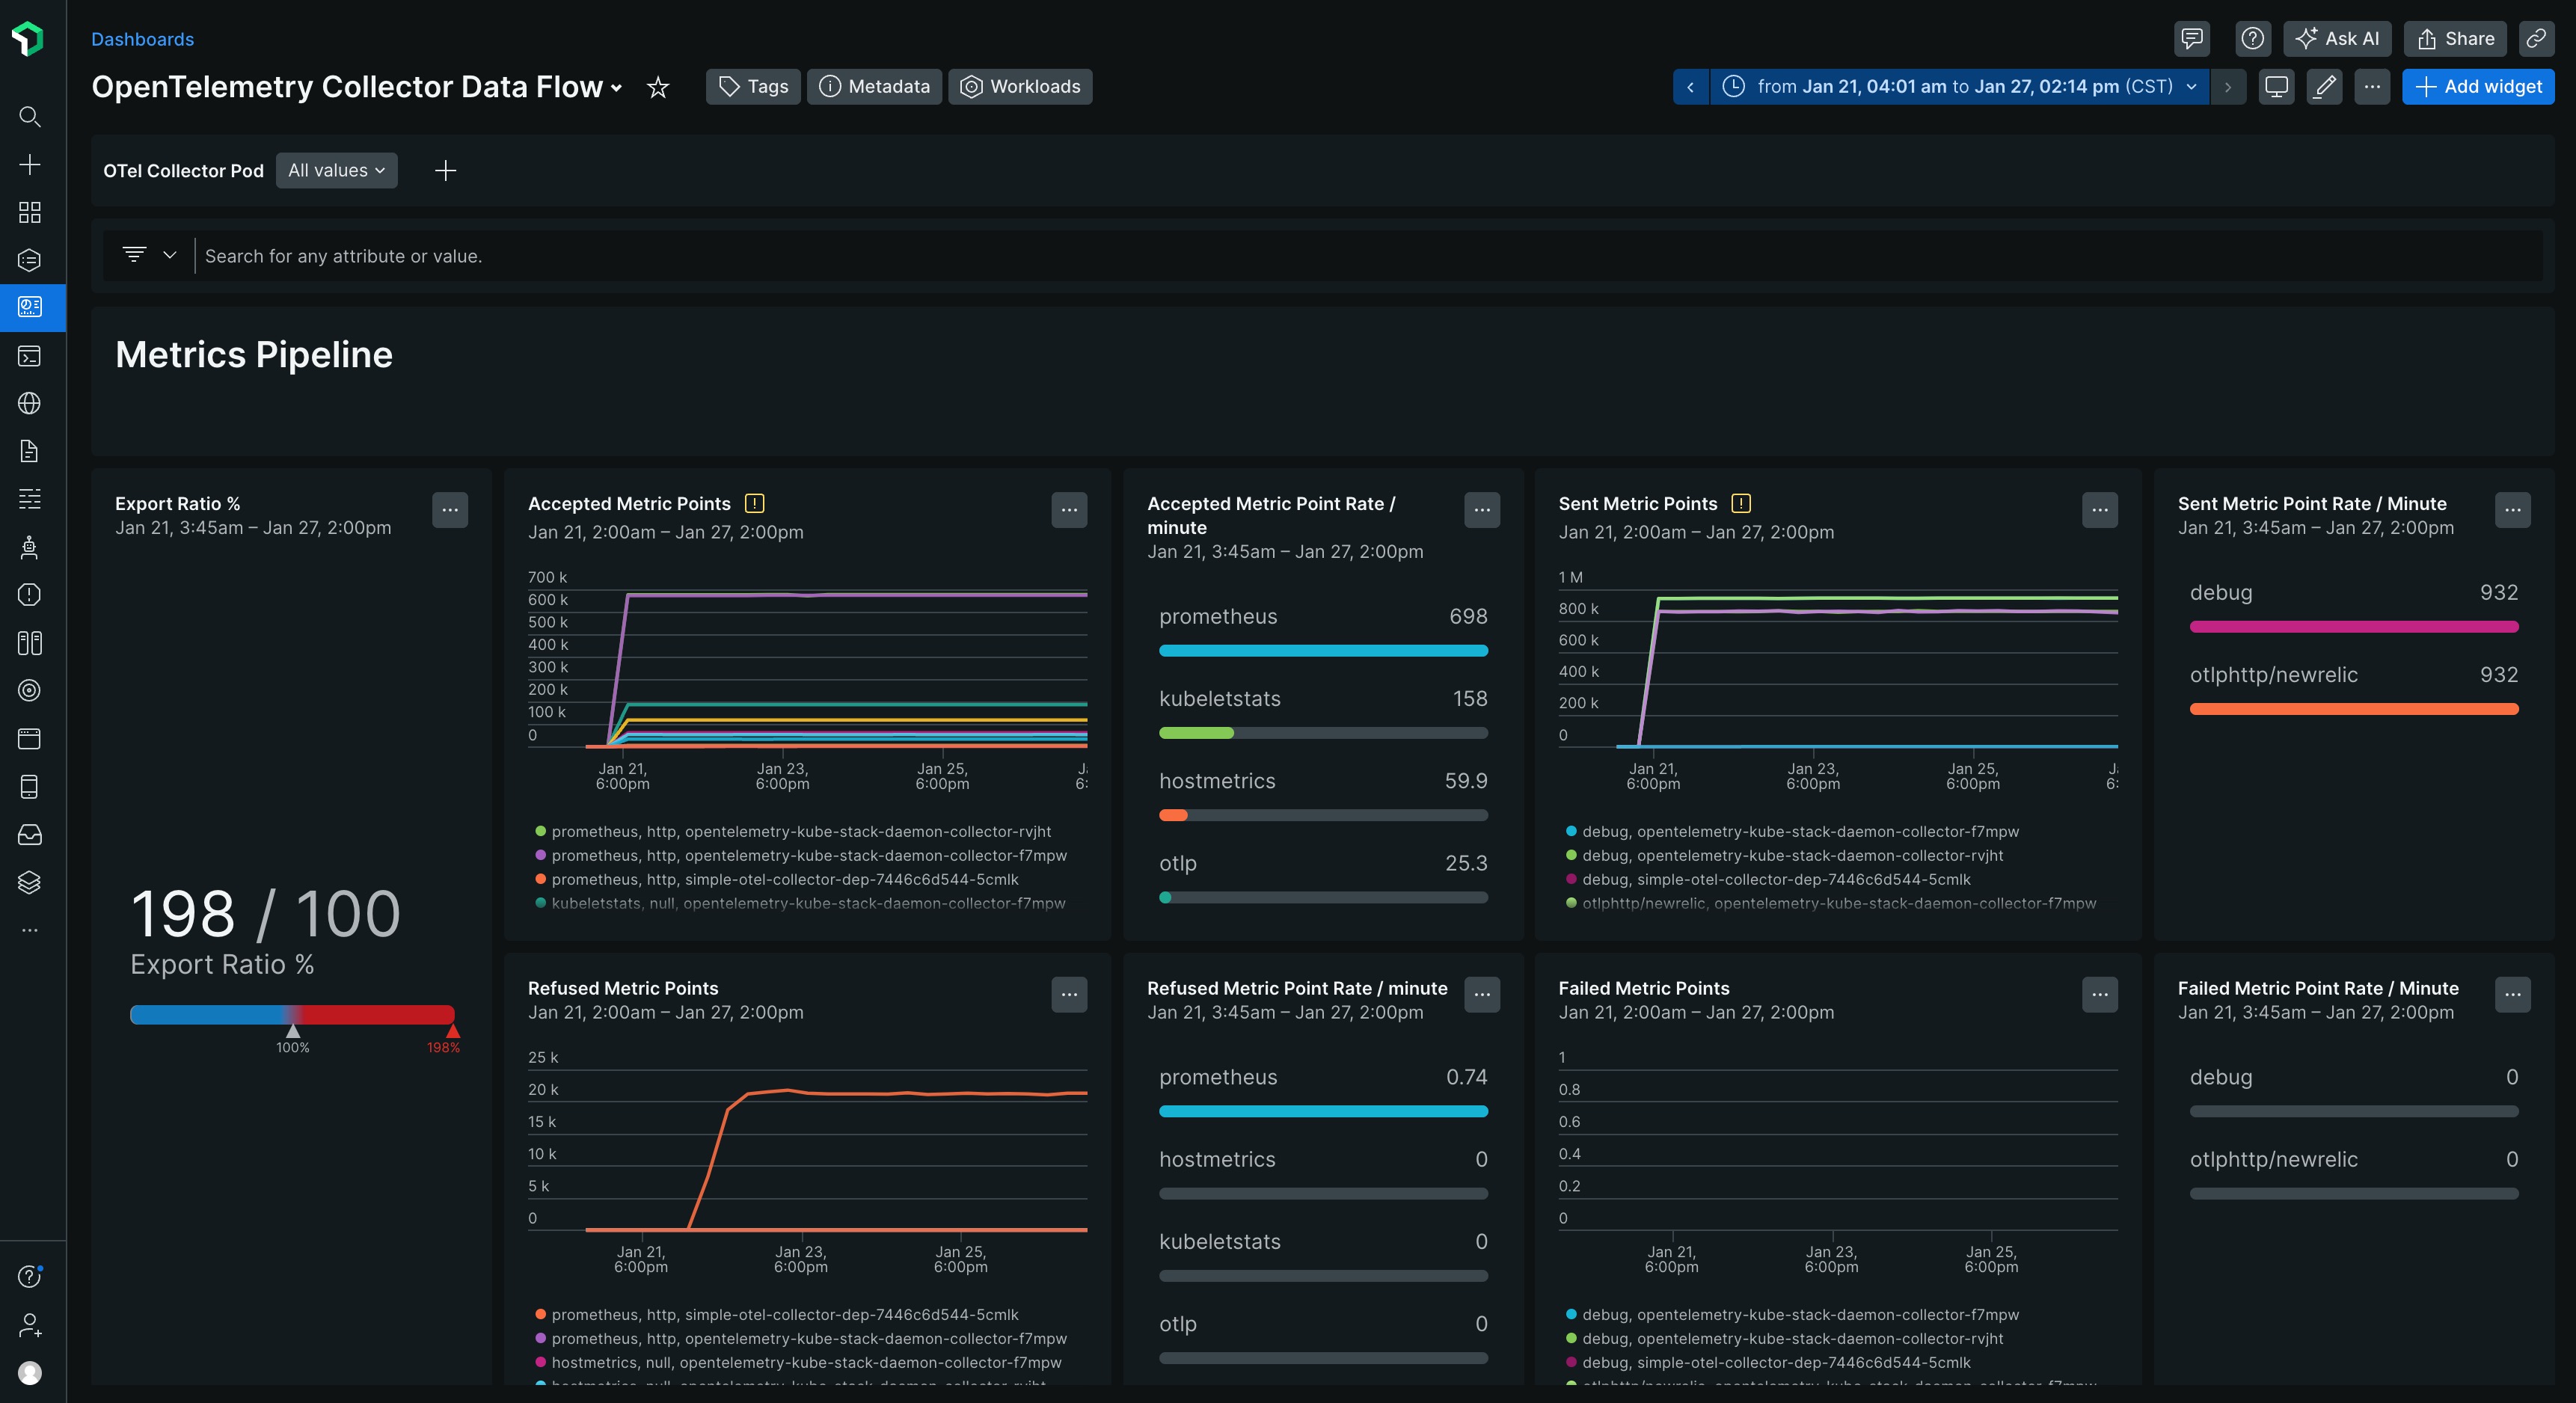 Dashboards
Ask AI
Share
OpenTelemetry Collector Data Flow
Tags
Metadata
Workloads
from Jan 21, 04:01 am to Jan 27, 02:14 pm (CST)
Add widget
OTel Collector Pod
All values
Search for any attribute or value.
Metrics Pipeline
Export Ratio %
Jan 21, 3:45am – Jan 27, 2:00pm
198 / 100
Export Ratio %
100%
198%
Accepted Metric Points
Jan 21, 2:00am – Jan 27, 2:00pm
700 k
600 k
500 k
400 k
300 k
200 k
100 k
0
Jan 21,
6:00pm
Jan 23,
6:00pm
Jan 25,
6:00pm
prometheus, http, opentelemetry-kube-stack-daemon-collector-rvjht
prometheus, http, opentelemetry-kube-stack-daemon-collector-f7mpw
prometheus, http, simple-otel-collector-dep-7446c6d544-5cmlk
kubeletstats, null, opentelemetry-kube-stack-daemon-collector-f7mpw
Accepted Metric Point Rate /
minute
Jan 21, 3:45am – Jan 27, 2:00pm
prometheus 698
kubeletstats 158
hostmetrics 59.9
otlp 25.3
Sent Metric Points
Jan 21, 2:00am – Jan 27, 2:00pm
1 M
800 k
600 k
400 k
200 k
0
Jan 21,
6:00pm
Jan 23,
6:00pm
Jan 25,
6:00pm
debug, opentelemetry-kube-stack-daemon-collector-f7mpw
debug, opentelemetry-kube-stack-daemon-collector-rvjht
debug, simple-otel-collector-dep-7446c6d544-5cmlk
otlphttp/newrelic, opentelemetry-kube-stack-daemon-collector-f7mpw
Sent Metric Point Rate / Minute
Jan 21, 3:45am – Jan 27, 2:00pm
debug 932
otlphttp/newrelic 932
Refused Metric Points
Jan 21, 2:00am – Jan 27, 2:00pm
25 k
20 k
15 k
10 k
5 k
0
Jan 21,
6:00pm
Jan 23,
6:00pm
Jan 25,
6:00pm
prometheus, http, simple-otel-collector-dep-7446c6d544-5cmlk
prometheus, http, opentelemetry-kube-stack-daemon-collector-f7mpw
hostmetrics, null, opentelemetry-kube-stack-daemon-collector-f7mpw
Refused Metric Point Rate / minute
Jan 21, 3:45am – Jan 27, 2:00pm
prometheus 0.74
hostmetrics 0
kubeletstats 0
otlp 0
Failed Metric Points
Jan 21, 2:00am – Jan 27, 2:00pm
1
0.8
0.6
0.4
0.2
0
Jan 21,
6:00pm
Jan 23,
6:00pm
Jan 25,
6:00pm
debug, opentelemetry-kube-stack-daemon-collector-f7mpw
debug, opentelemetry-kube-stack-daemon-collector-rvjht
debug, simple-otel-collector-dep-7446c6d544-5cmlk
Failed Metric Point Rate / Minute
Jan 21, 3:45am – Jan 27, 2:00pm
debug 0
otlphttp/newrelic 0